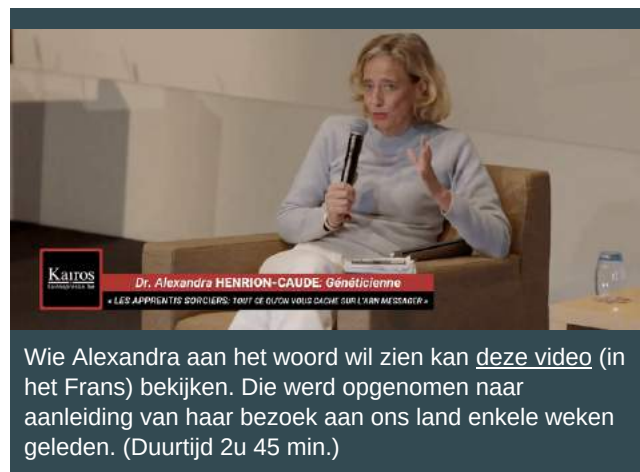 Kairos
Dr. Alexandra HENRION-CAUDE: Généticienne
« LES APPRENTIS SORCIERS: TOUT CE QU'ON VOUS CACHE SUR L'ARN MESSAGER »
Wie Alexandra aan het woord wil zien kan deze video (in
het Frans) bekijken. Die werd opgenomen naar
aanleiding van haar bezoek aan ons land enkele weken
geleden. (Duurtijd 2u 45 min.)